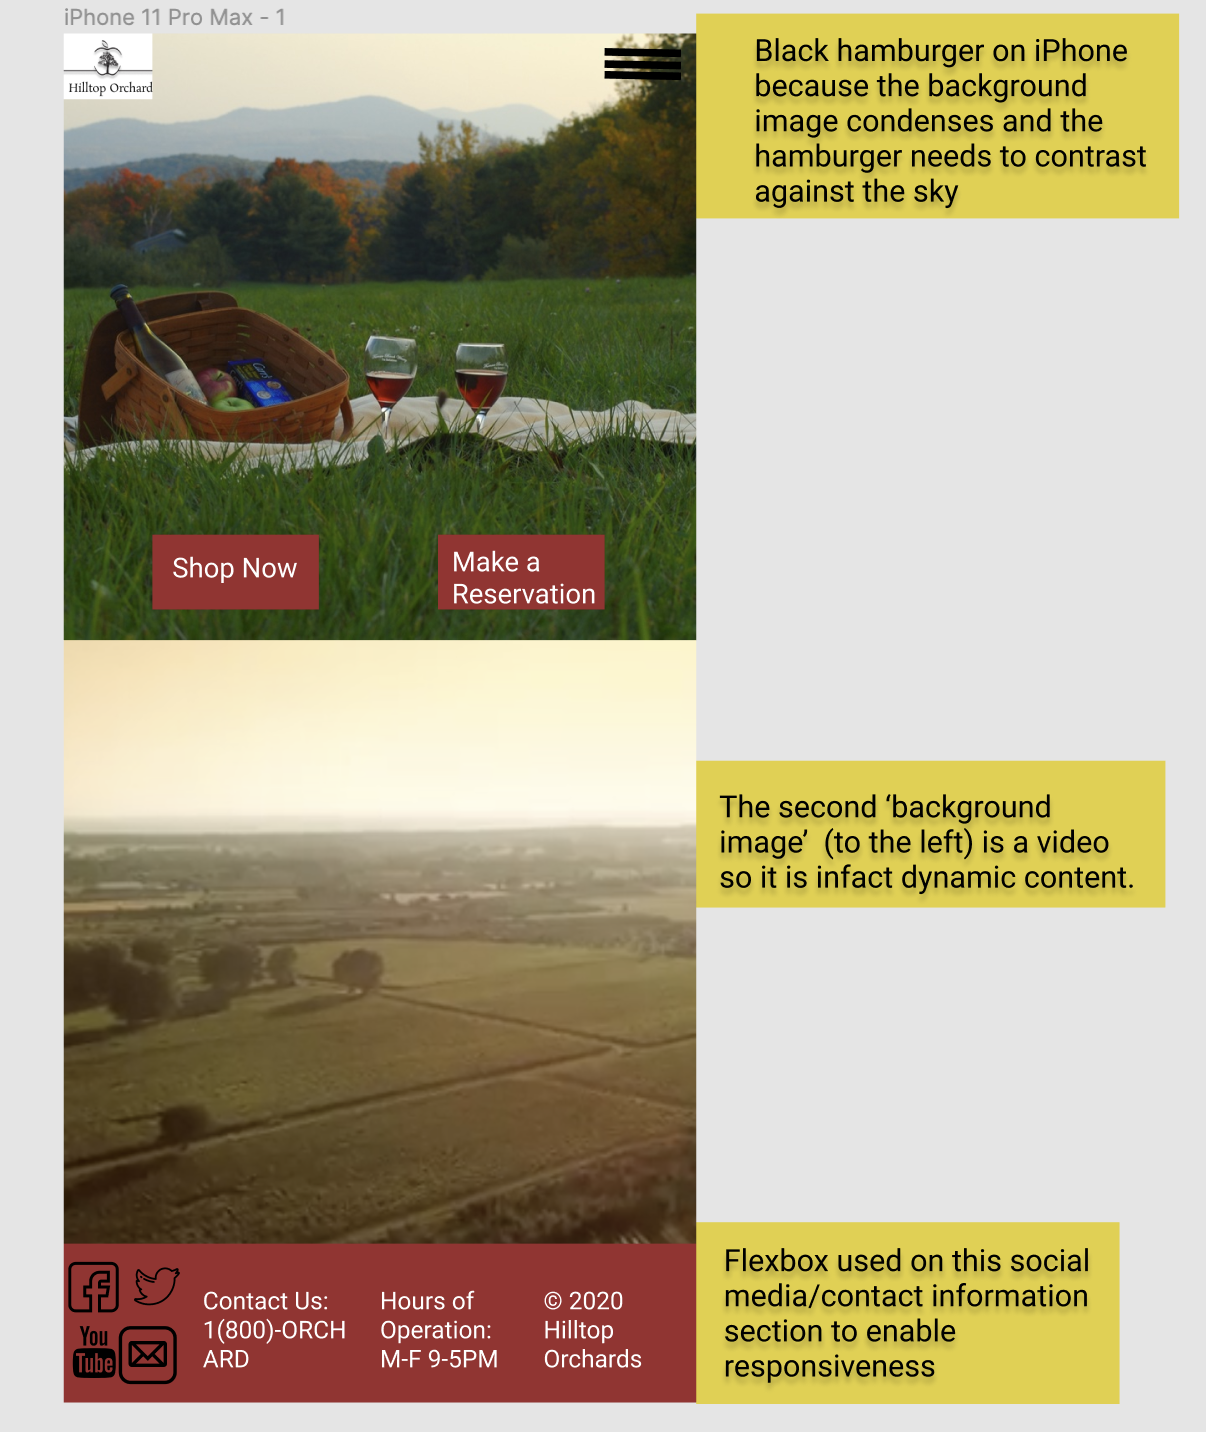 iPhone 11 Pro Max - 1
Hilltop Orchard
Black hamburger on iPhone
because the background
image condenses and the
hamburger needs to contrast
against the sky
Shop Now
Make a
Reservation
The second ‘background
image’  (to the left) is a video
so it is infact dynamic content.
You
Tube
Contact Us:
1(800)-ORCH
ARD
Hours of
Operation:
M-F 9-5PM
© 2020
Hilltop
Orchards
Flexbox used on this social
media/contact information
section to enable
responsiveness